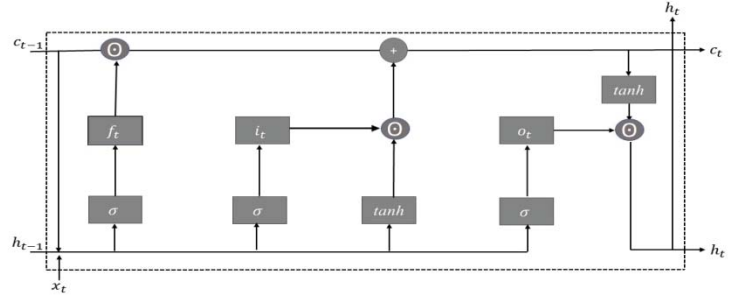 h_t
c_{t-1} ⊙ + c_t
tanh
f_t i_t ⊙ o_t ⊙
σ σ tanh σ
h_{t-1} h_t
x_t